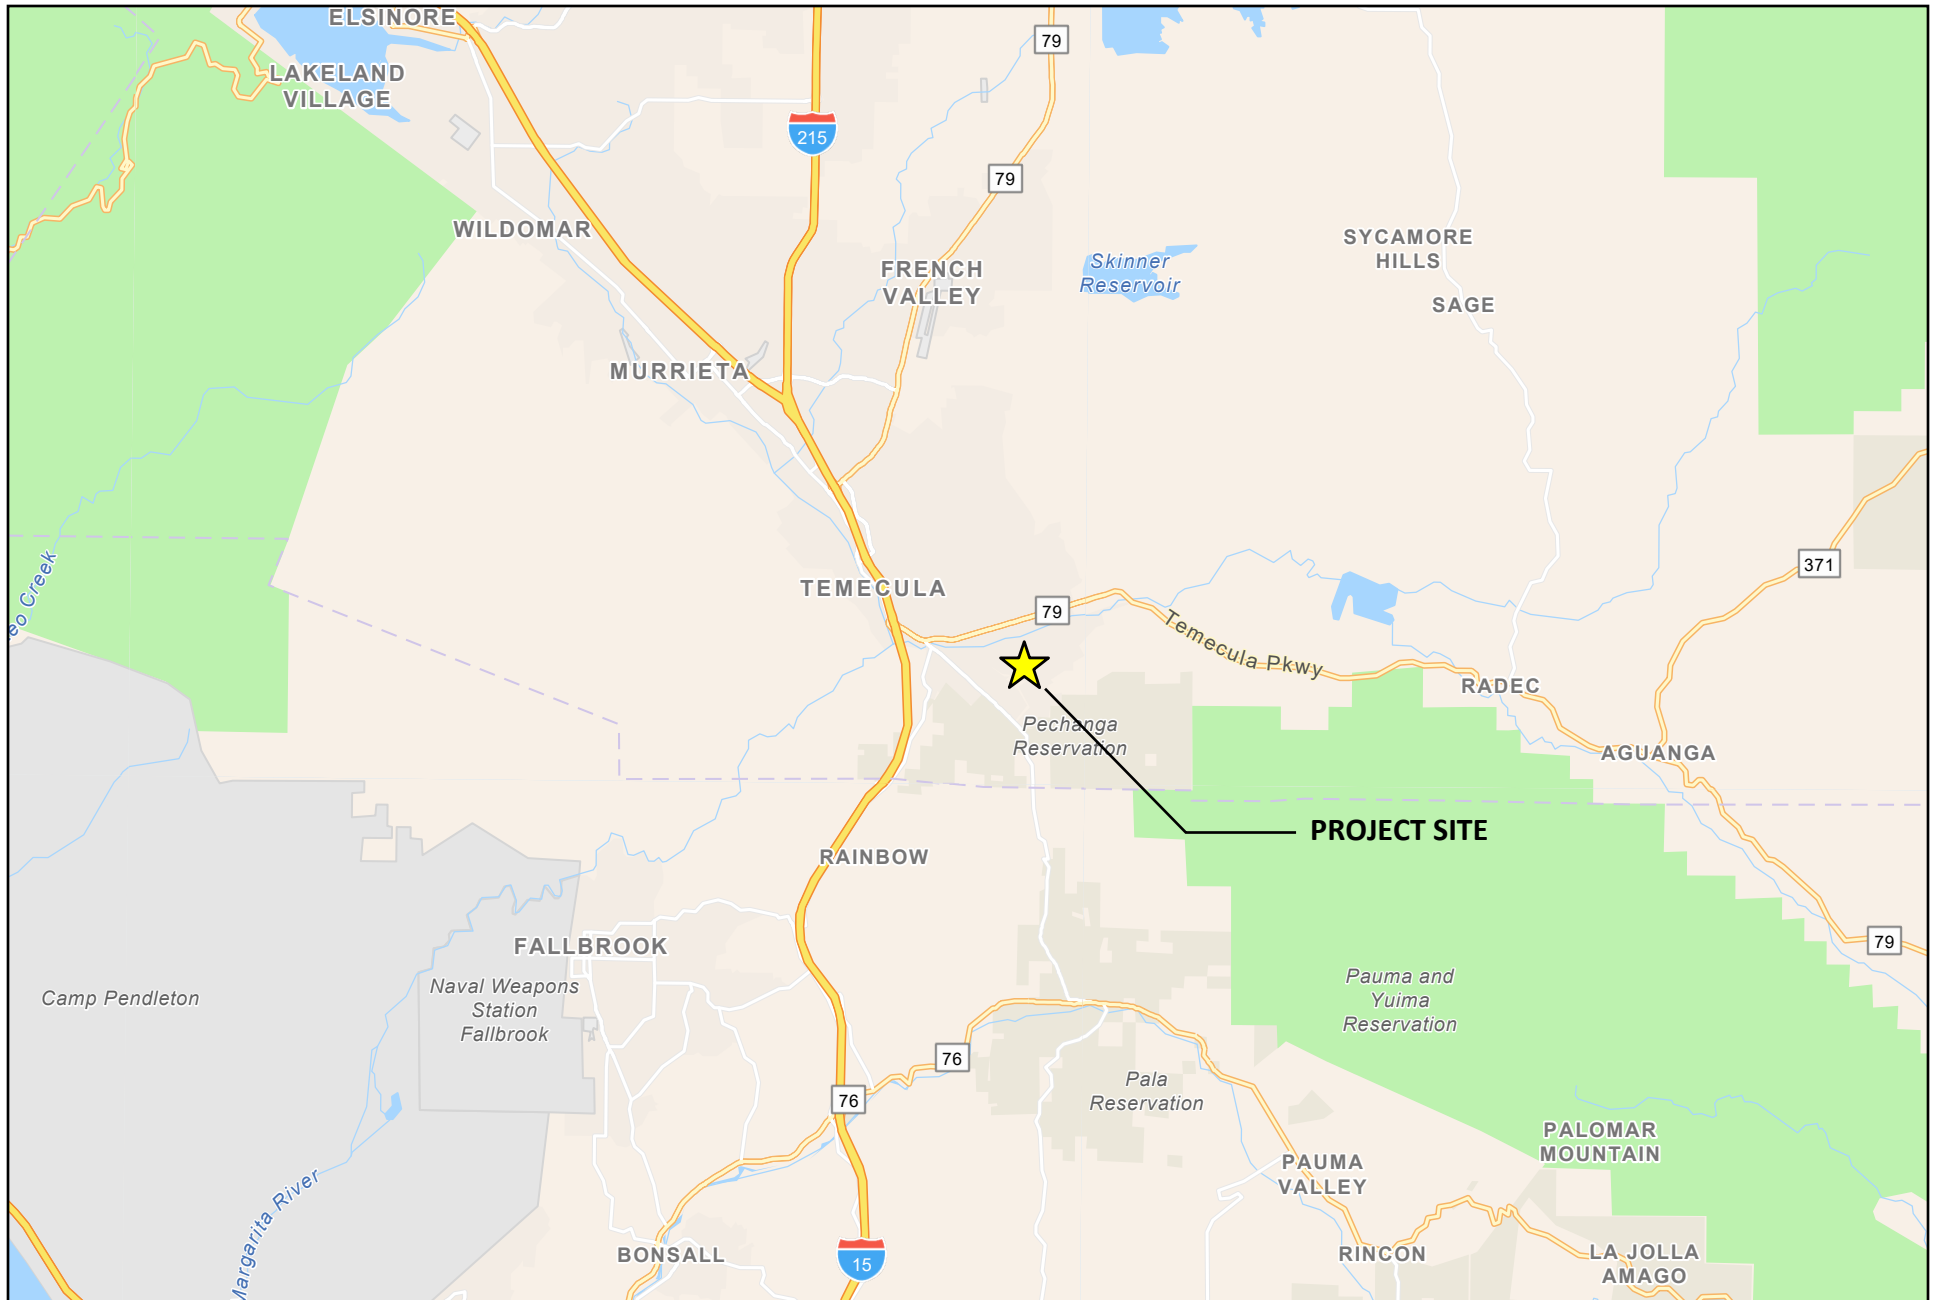 ELSINORE
79
LAKELAND
VILLAGE
215
79
WILDOMAR
SYCAMORE
HILLS
FRENCH
VALLEY
Skinner
Reservoir
SAGE
MURRIETA
371
TEMECULA
79
eo Creek
Temecula Pkwy
RADEC
Pechanga
Reservation
AGUANGA
PROJECT SITE
RAINBOW
79
FALLBROOK
Camp Pendleton
Naval Weapons
Station
Fallbrook
Pauma and
Yuima
Reservation
76
76
Pala
Reservation
PALOMAR
MOUNTAIN
PAUMA
VALLEY
Margarita River
BONSALL
15
RINCON
LA JOLLA
AMAGO